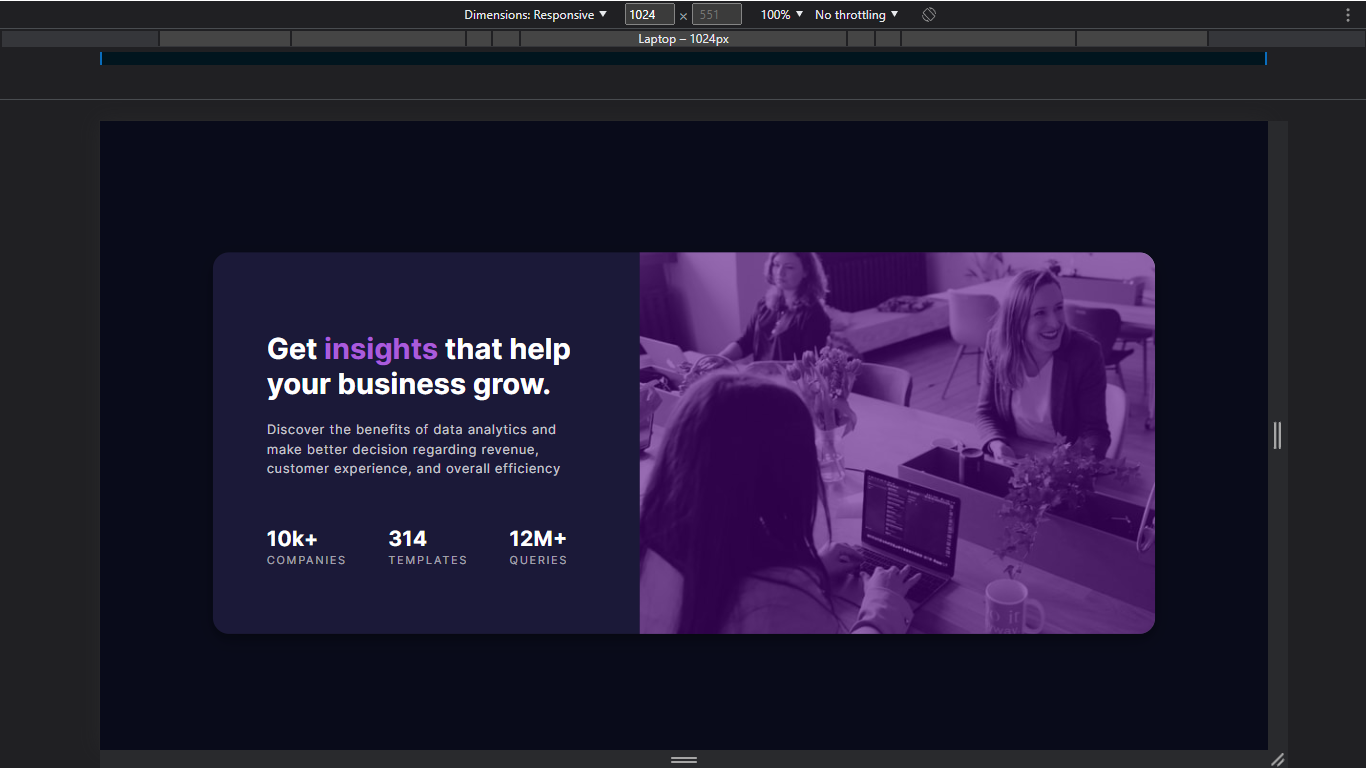 Dimensions: Responsive 1024 × 551 100% No throttling
Laptop – 1024px
Get insights that help
your business grow.
Discover the benefits of data analytics and
make better decision regarding revenue,
customer experience, and overall efficiency
10k+ 314 12M+
COMPANIES TEMPLATES QUERIES